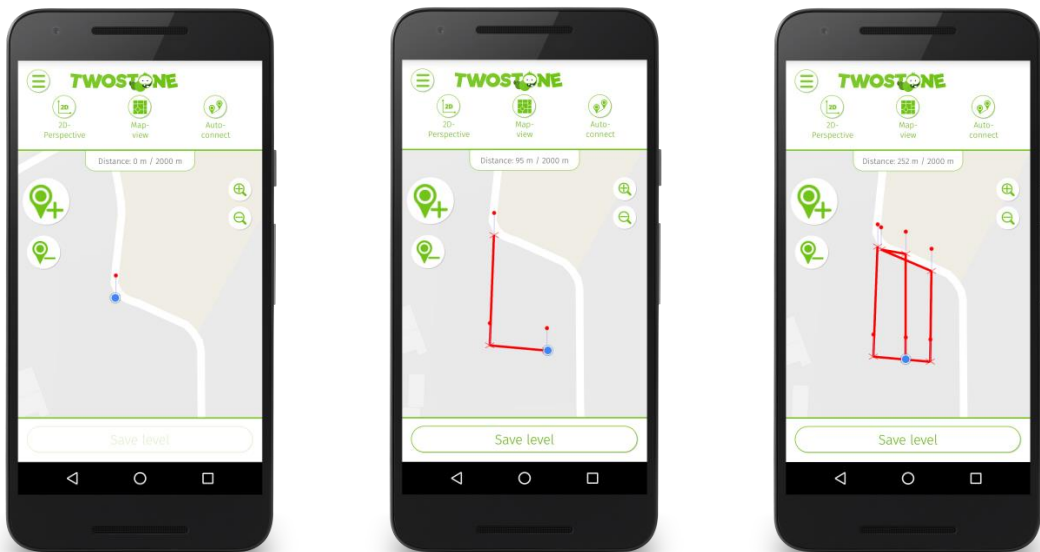 TWOSTONE
2D
2D-
Perspective
Map-
view
Auto-
connect
Distance: 0 m / 2000 m
Save level
TWOSTONE
2D
2D-
Perspective
Map-
view
Auto-
connect
Distance: 95 m / 2000 m
Save level
TWOSTONE
2D
2D-
Perspective
Map-
view
Auto-
connect
Distance: 252 m / 2000 m
Save level